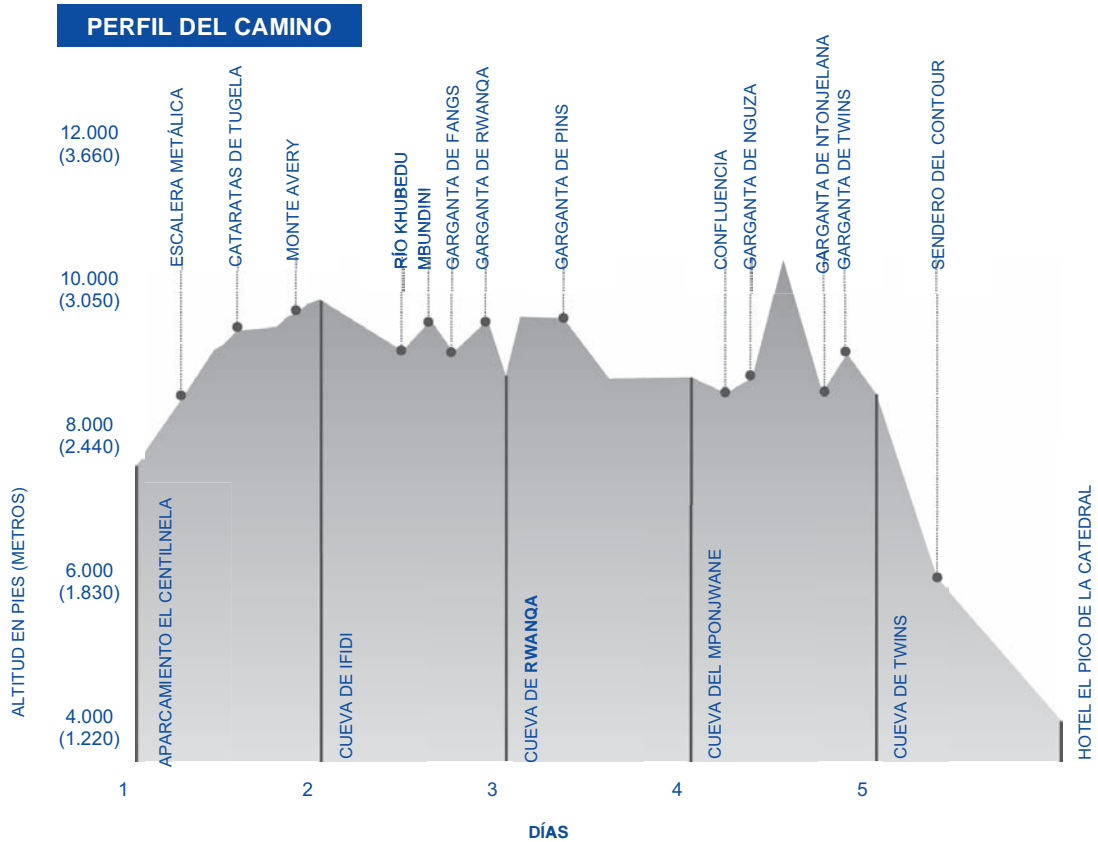 PERFIL DEL CAMINO
12.000
(3.660)
10.000
(3.050)
8.000
(2.440)
6.000
(1.830)
4.000
(1.220)
ALTITUD EN PIES (METROS)
ESCALERA METÁLICA
CATARATAS DE TUGELA
MONTE AVERY
RÍO KHUBEDU
MBUNDINI
GARGANTA DE FANGS
GARGANTA DE RWANQA
GARGANTA DE PINS
CONFLUENCIA
GARGANTA DE NGUZA
GARGANTA DE NTONJELANA
GARGANTA DE TWINS
SENDERO DEL CONTOUR
APARCAMIENTO EL CENTILNELA
CUEVA DE IFIDI
CUEVA DE RWANQA
CUEVA DEL MPONJWANE
CUEVA DE TWINS
HOTEL EL PICO DE LA CATEDRAL
1
2
3
4
5
DÍAS